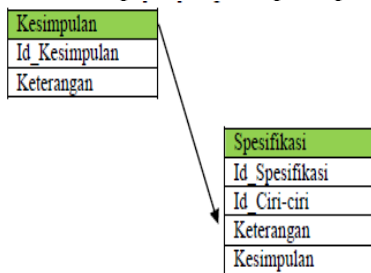 Kesimpulan
Id_Kesimpulan
Keterangan
Spesifikasi
Id_Spesifikasi
Id_Ciri-ciri
Keterangan
Kesimpulan